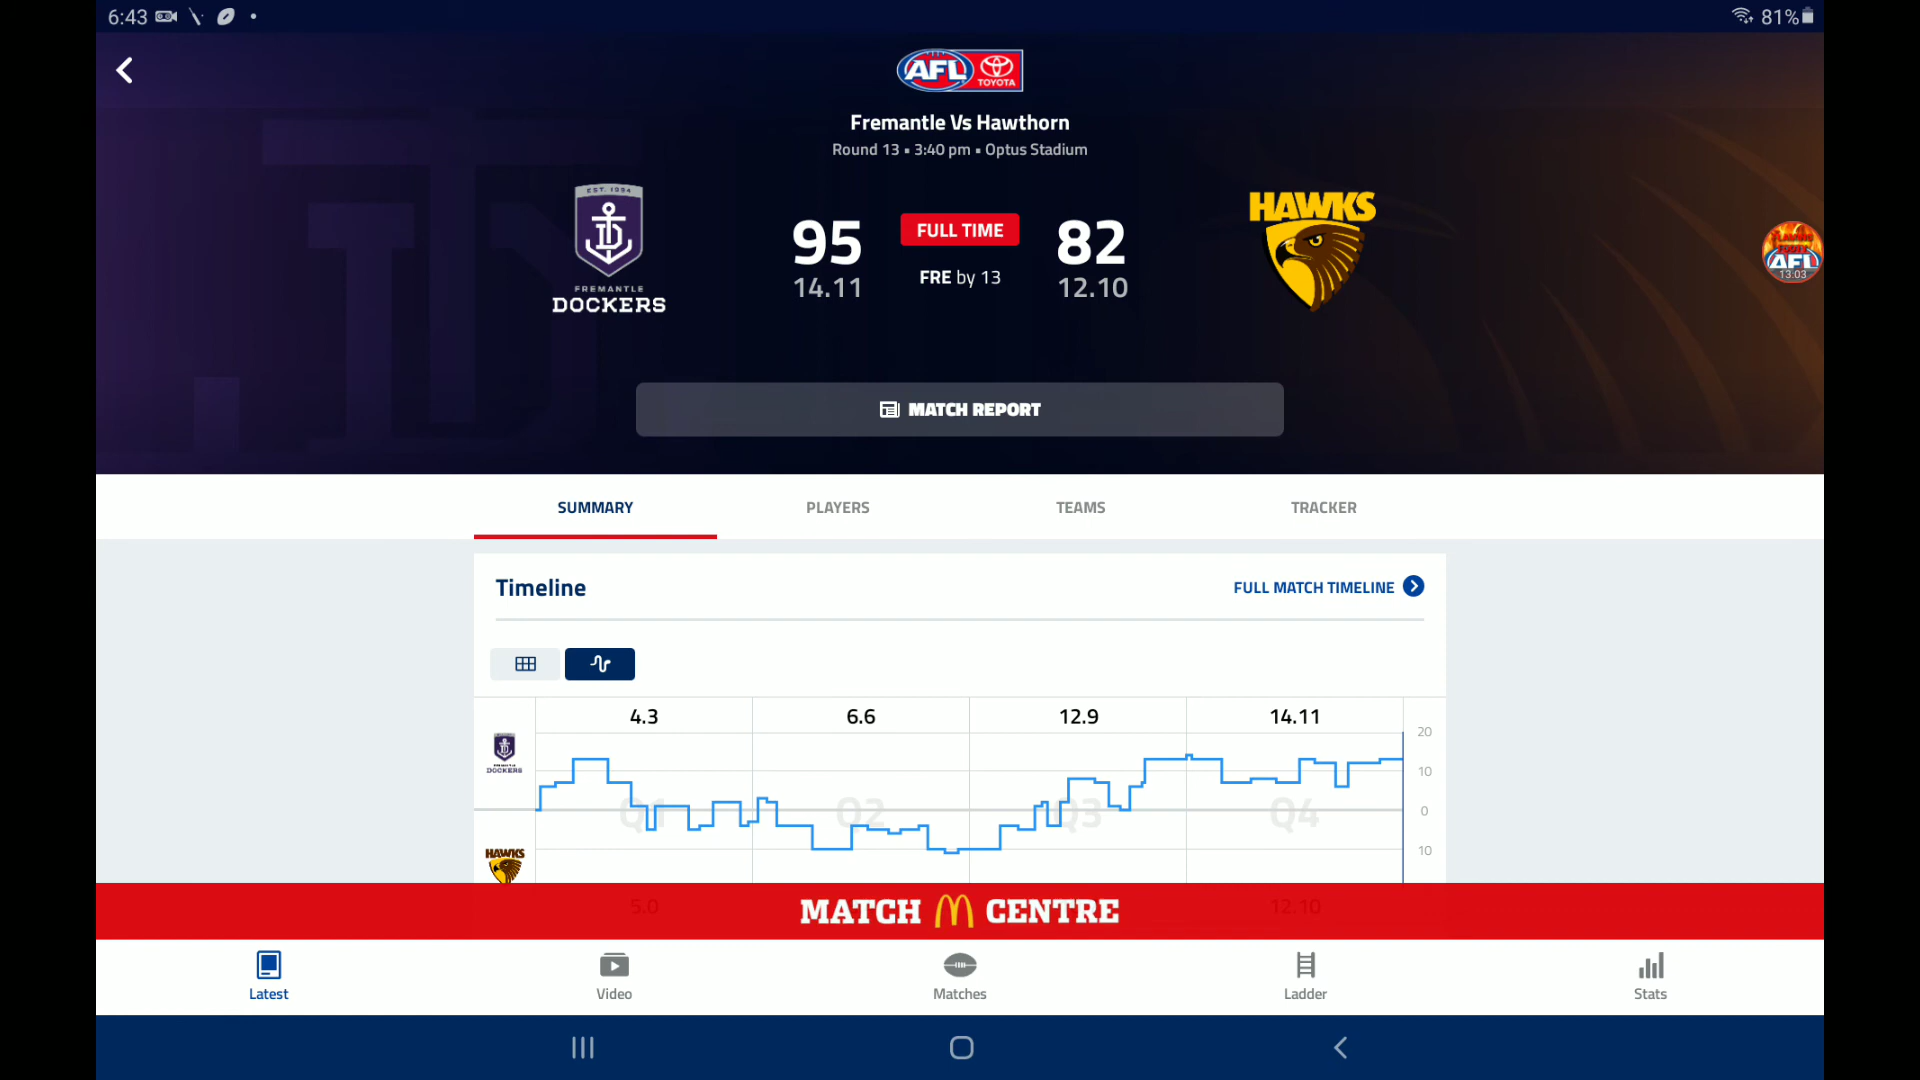 6:43
81%
AFL
TOYOTA
Fremantle Vs Hawthorn
Round 13 • 3:40 pm • Optus Stadium
EST. 1994
FREMANTLE
DOCKERS
95
14.11
FULL TIME
FRE by 13
82
12.10
HAWKS
AFL
13:03
MATCH REPORT
SUMMARY
PLAYERS
TEAMS
TRACKER
Timeline
FULL MATCH TIMELINE
4.3
6.6
12.9
14.11
20
DOCKERS
10
Q1
Q2
Q3
Q4
0
HAWKS
10
5.0
12.10
MATCH CENTRE
Latest
Video
Matches
Ladder
Stats